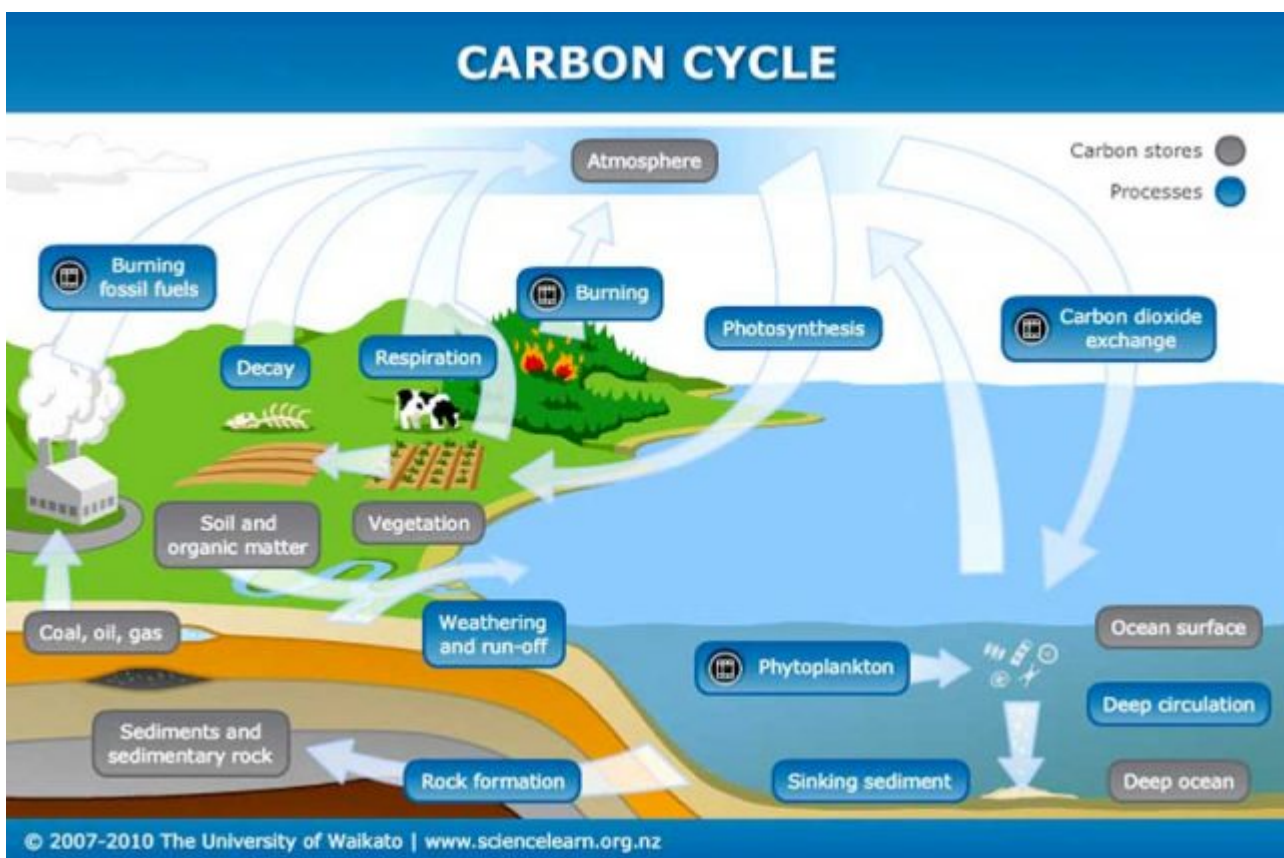 CARBON CYCLE
Atmosphere
Carbon stores
Processes
Burning
fossil fuels
Burning
Photosynthesis
Carbon dioxide
exchange
Decay
Respiration
Soil and
organic matter
Vegetation
Coal, oil, gas
Weathering
and run-off
Ocean surface
Phytoplankton
Deep circulation
Sediments and
sedimentary rock
Rock formation
Sinking sediment
Deep ocean
© 2007-2010 The University of Waikato | www.sciencelearn.org.nz